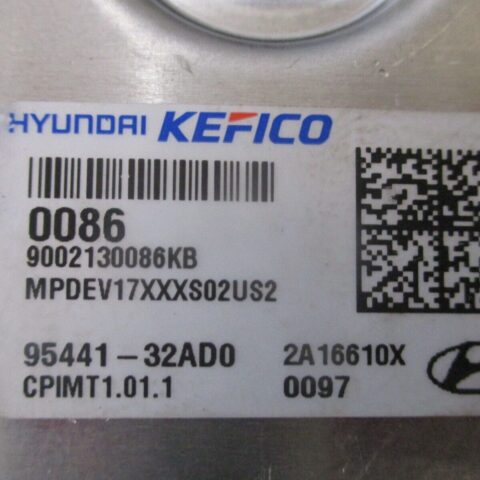 HYUNDAI KEFICO
0086
9002130086KB
MPDEV17XXXS02US2
95441-32AD0 2A16610X
CPIMT1.01.1 0097